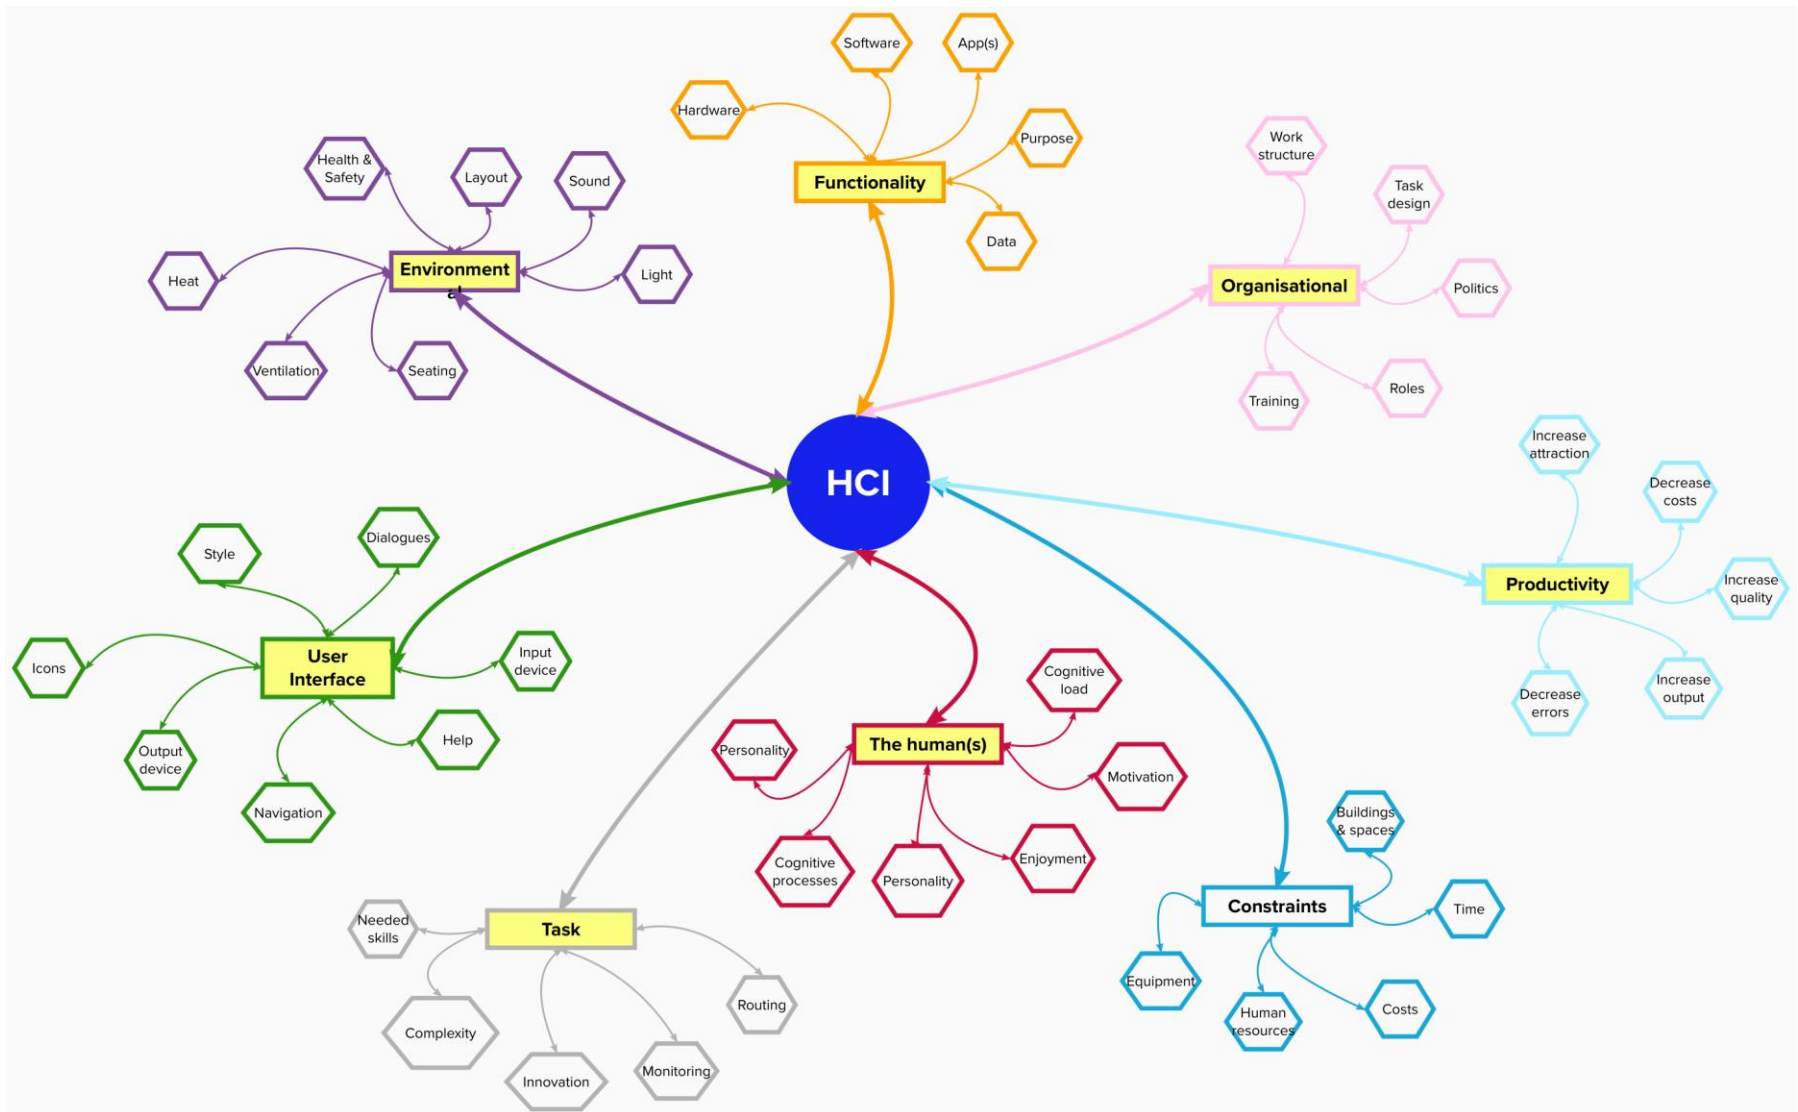 Software
App(s)
Hardware
Purpose
Functionality
Data
Health &
Safety
Layout
Sound
Heat
Environment
al
Light
Ventilation
Seating
Work
structure
Task
design
Organisational
Politics
Training
Roles
HCI
Increase
attraction
Decrease
costs
Productivity
Increase
quality
Decrease
errors
Increase
output
Style
Dialogues
Icons
User
Interface
Input
device
Output
device
Help
Navigation
Cognitive
load
Personality
The human(s)
Motivation
Cognitive
processes
Personality
Enjoyment
Buildings
& spaces
Constraints
Time
Equipment
Human
resources
Costs
Needed
skills
Task
Routing
Complexity
Innovation
Monitoring